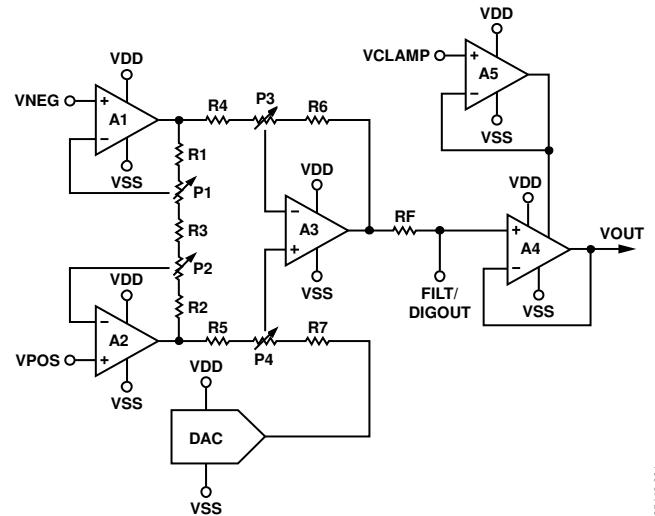 VDD
VDD
VCLAMP
+
A5
−
VNEG
+
A1
−
R4
P3
R6
VSS
VSS
R1
P1
VDD
VDD
R3
−
A3
+
RF
+
A4
−
VOUT
P2
VDD
VSS
FILT/
DIGOUT
VSS
R2
−
A2
+
R5
P4
R7
VPOS
VDD
VSS
DAC
VSS